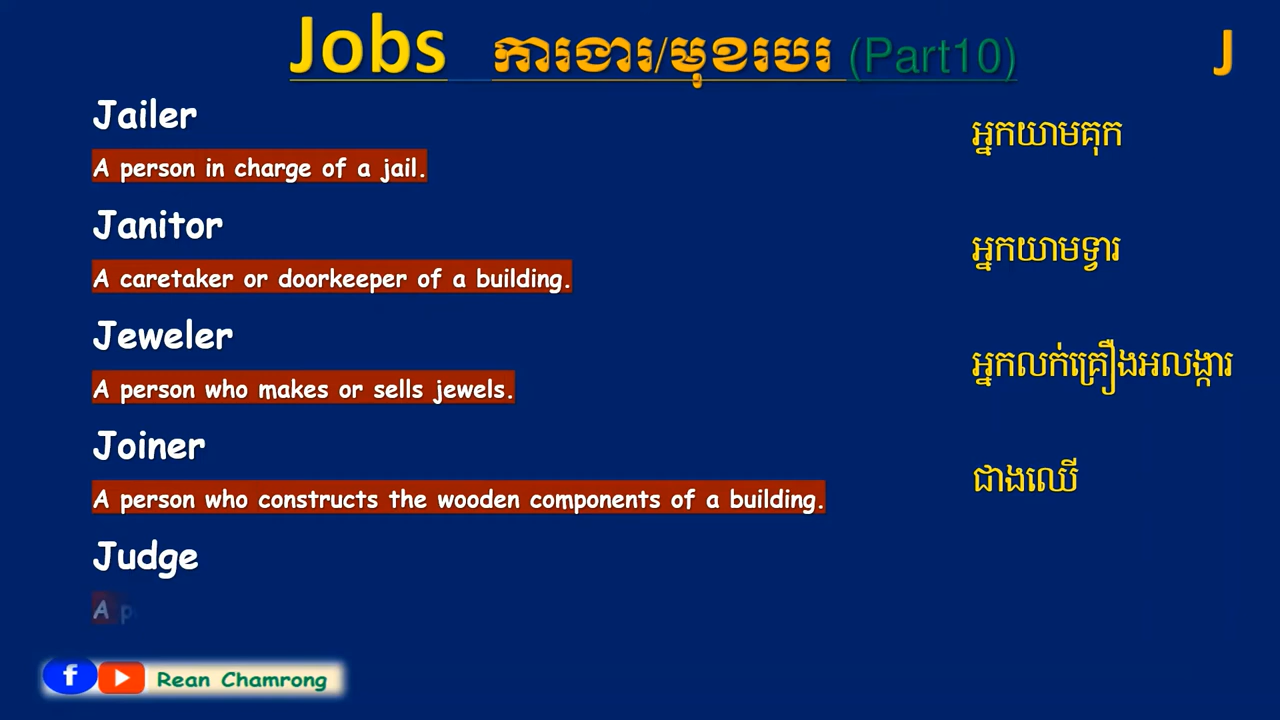 Jobs ការងារ/មុខរបរ (Part10) J
Jailer
អ្នកយាមគុក
A person in charge of a jail.
Janitor
អ្នកយាមទ្វារ
A caretaker or doorkeeper of a building.
Jeweler
អ្នកលក់គ្រឿងអលង្ការ
A person who makes or sells jewels.
Joiner
ជាងឈើ
A person who constructs the wooden components of a building.
Judge
A p
f Rean Chamrong